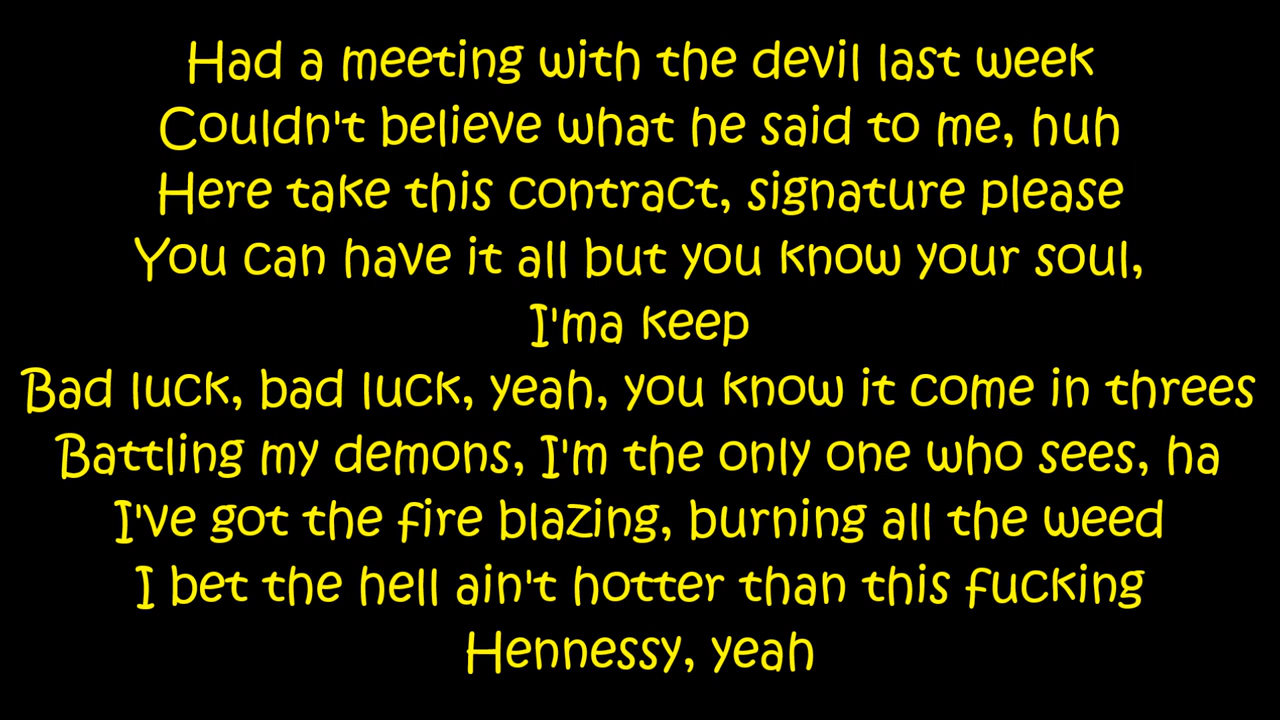 Had a meeting with the devil last week
Couldn't believe what he said to me, huh
Here take this contract, signature please
You can have it all but you know your soul,
I'ma keep
Bad luck, bad luck, yeah, you know it come in threes
Battling my demons, I'm the only one who sees, ha
I've got the fire blazing, burning all the weed
I bet the hell ain't hotter than this fucking
Hennessy, yeah